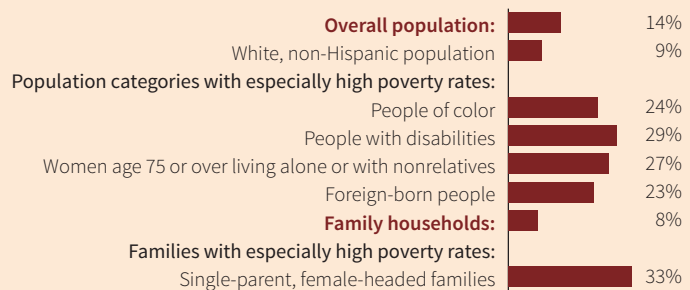 Overall population: 14%
White, non-Hispanic population 9%
Population categories with especially high poverty rates:
People of color 24%
People with disabilities 29%
Women age 75 or over living alone or with nonrelatives 27%
Foreign-born people 23%
Family households: 8%
Families with especially high poverty rates:
Single-parent, female-headed families 33%